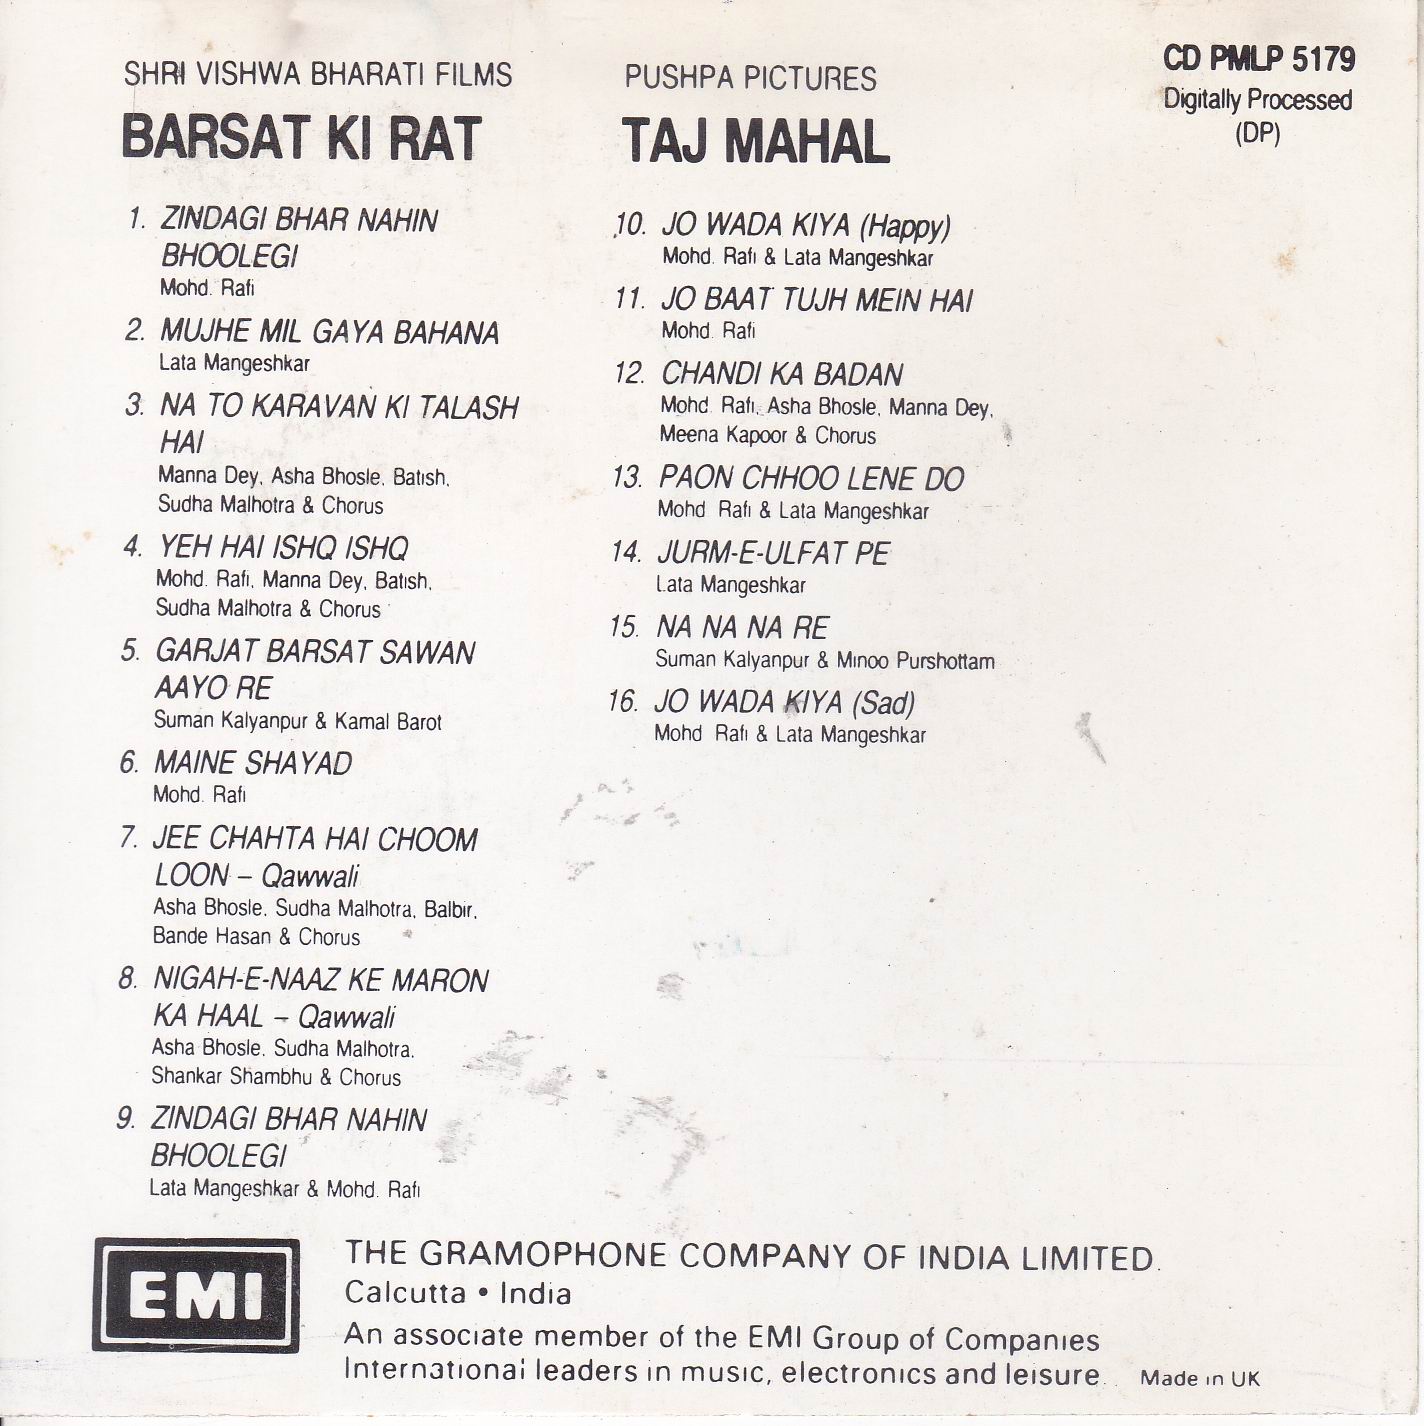 SHRI VISHWA BHARATI FILMS
BARSAT KI RAT
1. ZINDAGI BHAR NAHIN
BHOOLEGI
Mohd. Rafi
2. MUJHE MIL GAYA BAHANA
Lata Mangeshkar
3. NA TO KARAVAN KI TALASH
HAI
Manna Dey, Asha Bhosle, Batish,
Sudha Malhotra & Chorus
4. YEH HAI ISHQ ISHQ
Mohd. Rafi, Manna Dey, Batish,
Sudha Malhotra & Chorus
5. GARJAT BARSAT SAWAN
AAYO RE
Suman Kalyanpur & Kamal Barot
6. MAINE SHAYAD
Mohd. Rafi
7. JEE CHAHTA HAI CHOOM
LOON – Qawwali
Asha Bhosle, Sudha Malhotra, Balbir,
Bande Hasan & Chorus
8. NIGAH-E-NAAZ KE MARON
KA HAAL – Qawwali
Asha Bhosle, Sudha Malhotra,
Shankar Shambhu & Chorus
9. ZINDAGI BHAR NAHIN
BHOOLEGI
Lata Mangeshkar & Mohd. Rafi
PUSHPA PICTURES
TAJ MAHAL
10. JO WADA KIYA (Happy)
Mohd. Rafi & Lata Mangeshkar
11. JO BAAT TUJH MEIN HAI
Mohd. Rafi
12. CHANDI KA BADAN
Mohd. Rafi, Asha Bhosle, Manna Dey,
Meena Kapoor & Chorus
13. PAON CHHOO LENE DO
Mohd Rafi & Lata Mangeshkar
14. JURM-E-ULFAT PE
Lata Mangeshkar
15. NA NA NA RE
Suman Kalyanpur & Minoo Purshottam
16. JO WADA KIYA (Sad)
Mohd Rafi & Lata Mangeshkar
CD PMLP 5179
Digitally Processed
(DP)
EMI
THE GRAMOPHONE COMPANY OF INDIA LIMITED.
Calcutta • India
An associate member of the EMI Group of Companies
International leaders in music, electronics and leisure.
Made in UK